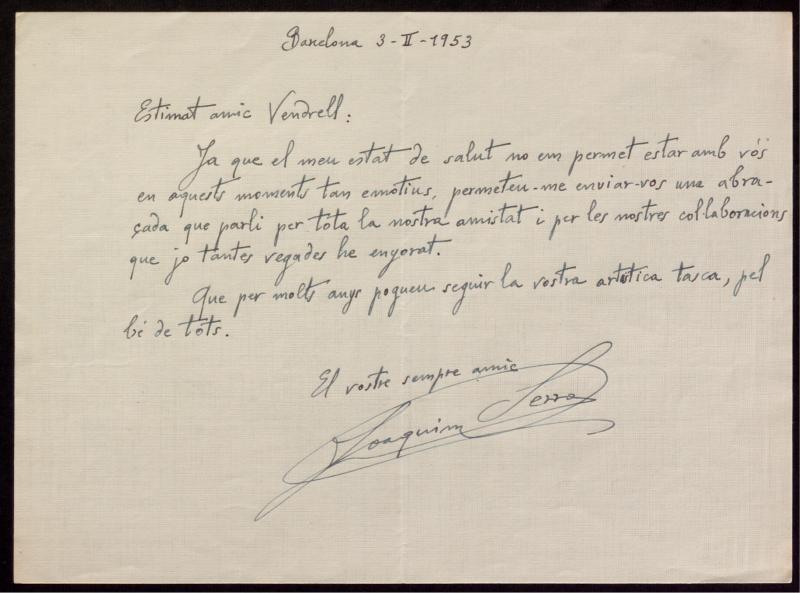 Barcelona 3-II-1953
Estimat amic Vendrell:
Ja que el meu estat de salut no em permet estar amb vós
en aquests moments tan emotius, permeteu-me enviar-vos una abra-
çada que parli per tota la nostra amistat i per les nostres col·laboracions
que jo tantes vegades he enyorat.
Que per molts anys pogueu seguir la vostra artística tasca, pel
bé de tots.
El vostre sempre amic
Joaquim Serra